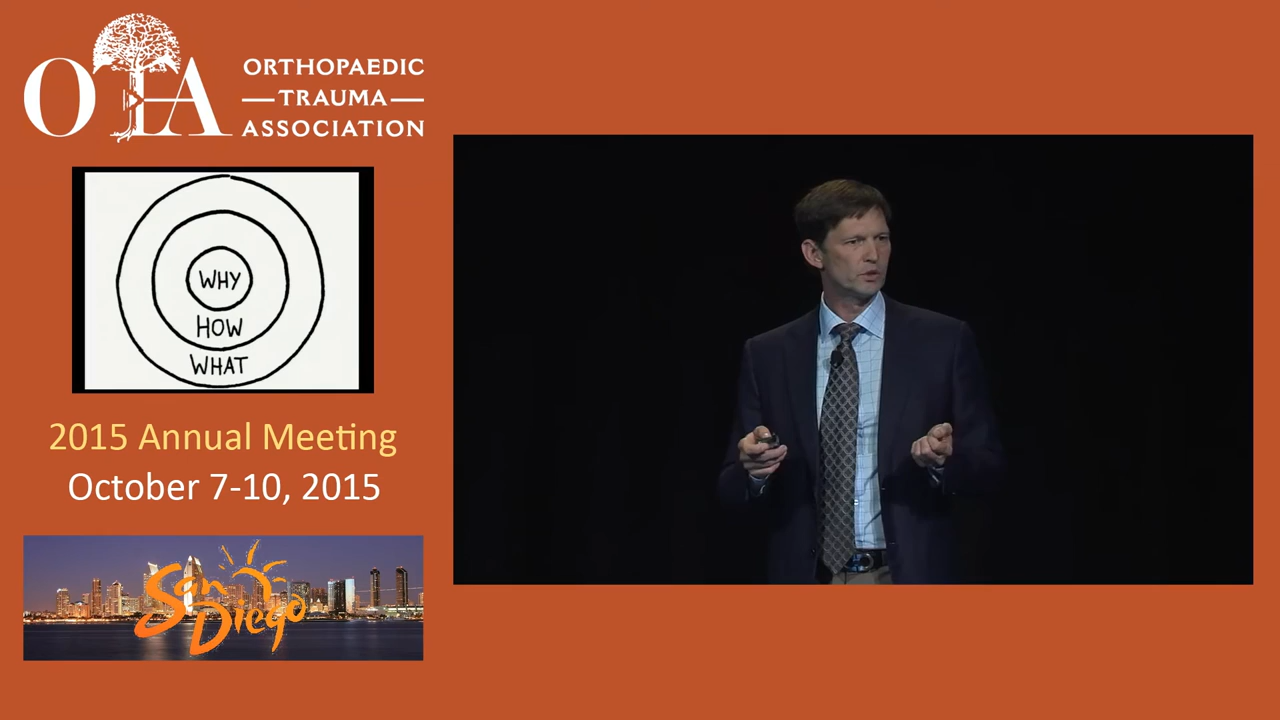 OTA
ORTHOPAEDIC
TRAUMA
ASSOCIATION
WHY
HOW
WHAT
2015 Annual Meeting
October 7-10, 2015
San
Diego